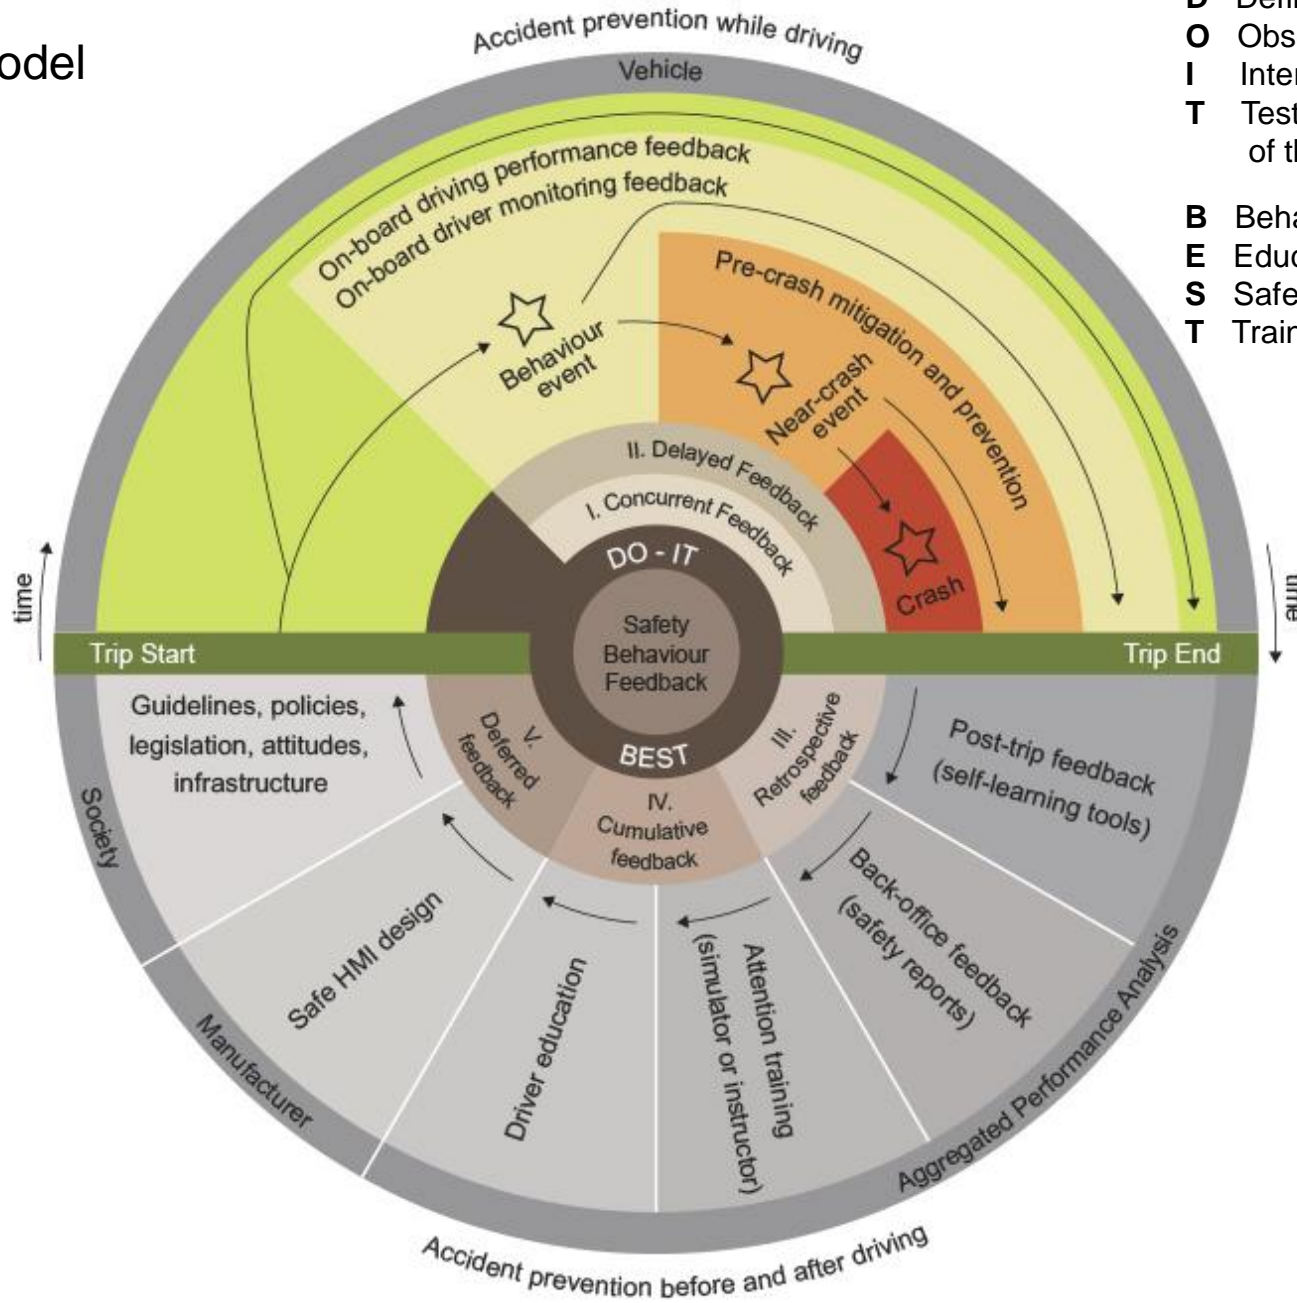 odel
Accident prevention while driving
Vehicle
On-board driving performance feedback
On-board driver monitoring feedback
Behaviour
event
Pre-crash mitigation and prevention
Near-crash
event
Crash
II. Delayed Feedback
I. Concurrent Feedback
DO - IT
Safety
Behaviour
Feedback
BEST
time
time
Trip Start
Trip End
Guidelines, policies,
legislation, attitudes,
infrastructure
V.
Deferred
feedback
IV.
Cumulative
feedback
III.
Retrospective
feedback
Post-trip feedback
(self-learning tools)
Back-office feedback
(safety reports)
Attention training
(simulator or instructor)
Driver education
Safe HMI design
Society
Manufacturer
Aggregated Performance Analysis
Accident prevention before and after driving
D Defi
O Obs
I Inter
T Test
of th
B Beha
E Educ
S Safe
T Train